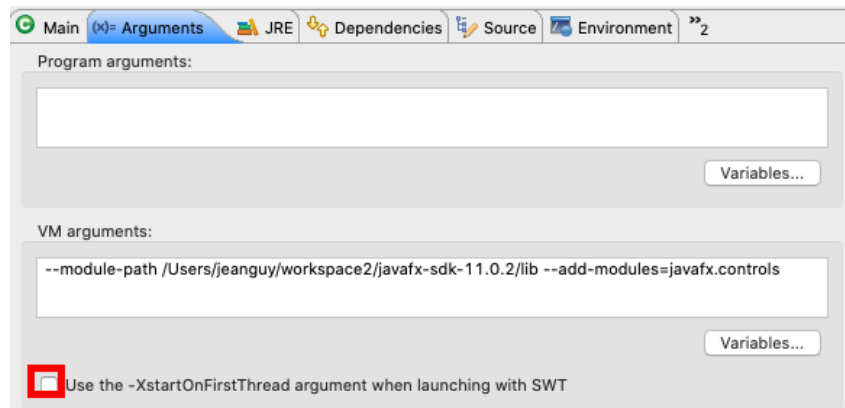 Main (x)= Arguments JRE Dependencies Source Environment »2
Program arguments:
Variables...
VM arguments:
--module-path /Users/jeanguy/workspace2/javafx-sdk-11.0.2/lib --add-modules=javafx.controls
Variables...
Use the -XstartOnFirstThread argument when launching with SWT